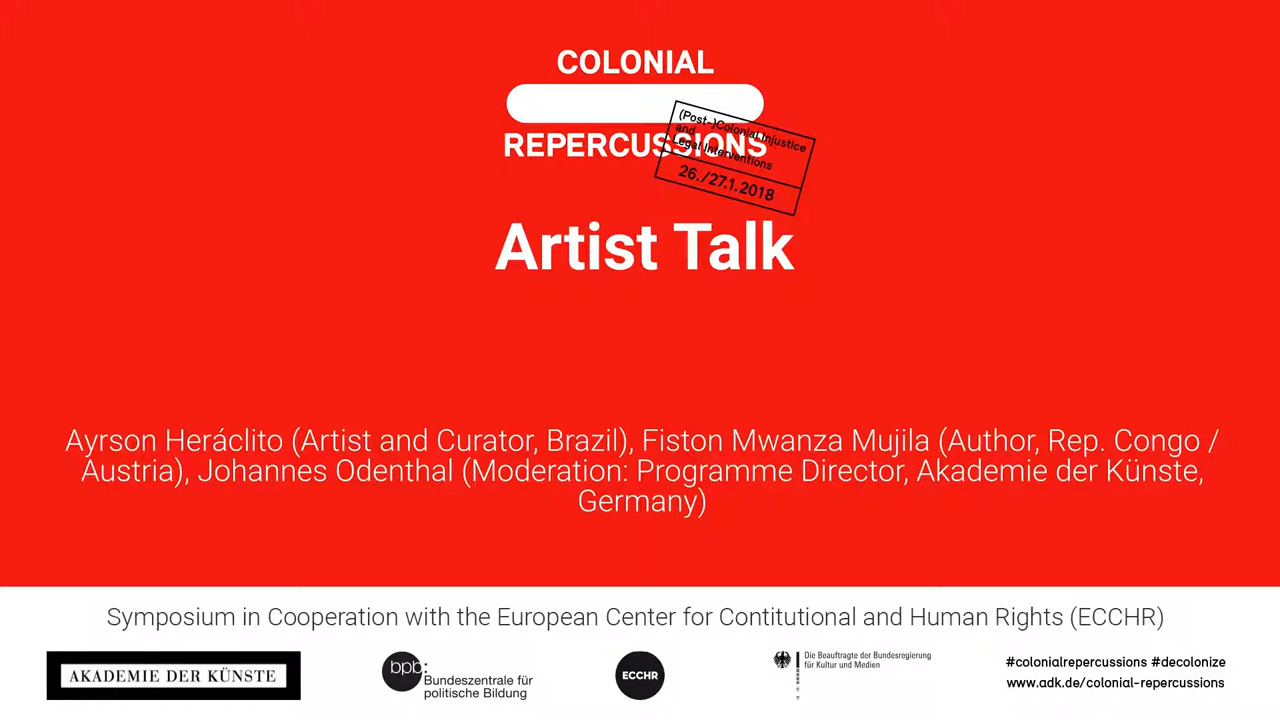 COLONIAL
REPERCUSSIONS
(Post-)Colonial Injustice
and
Legal Interventions
26./27.1.2018
Artist Talk
Ayrson Heráclito (Artist and Curator, Brazil), Fiston Mwanza Mujila (Author, Rep. Congo /
Austria), Johannes Odenthal (Moderation: Programme Director, Akademie der Künste,
Germany)
Symposium in Cooperation with the European Center for Contitutional and Human Rights (ECCHR)
AKADEMIE DER KÜNSTE
bpb:
Bundeszentrale für
politische Bildung
ECCHR
Die Beauftragte der Bundesregierung
für Kultur und Medien
#colonialrepercussions #decolonize
www.adk.de/colonial-repercussions